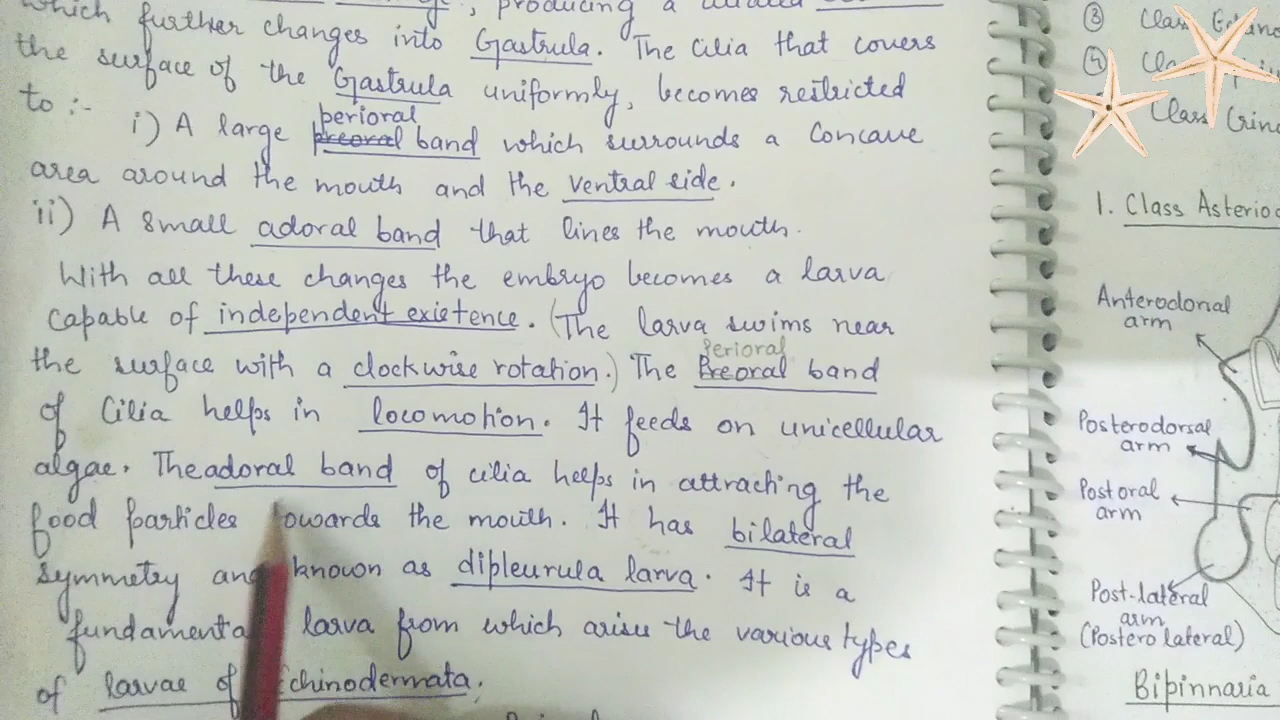 which further changes into Gastrula. The cilia that covers
the surface of the Gastrula uniformly, becomes restricted
to :-
perioral
i) A large preoral band which surrounds a Concave
area around the mouth and the ventral side.
ii) A small adoral band that lines the mouth.
With all these changes the embryo becomes a larva
capable of independent existence. (The larva swims near
the surface with a clockwise rotation.) The
Perioral
Preoral band
of Cilia helps in locomotion. It feeds on unicellular
algae. The adoral band of cilia helps in attracting the
food particles towards the mouth. It has bilateral
symmetry and known as dipleurula larva. It is a
fundamental larva from which arises the various types
of larvae of Echinodermata.
③ Class
④
Class Crin
1. Class Asterio
Anterodorsal
arm
Posterodorsal
arm
Post oral
arm
Post-lateral
arm
(Postero lateral)
Bipinnaria